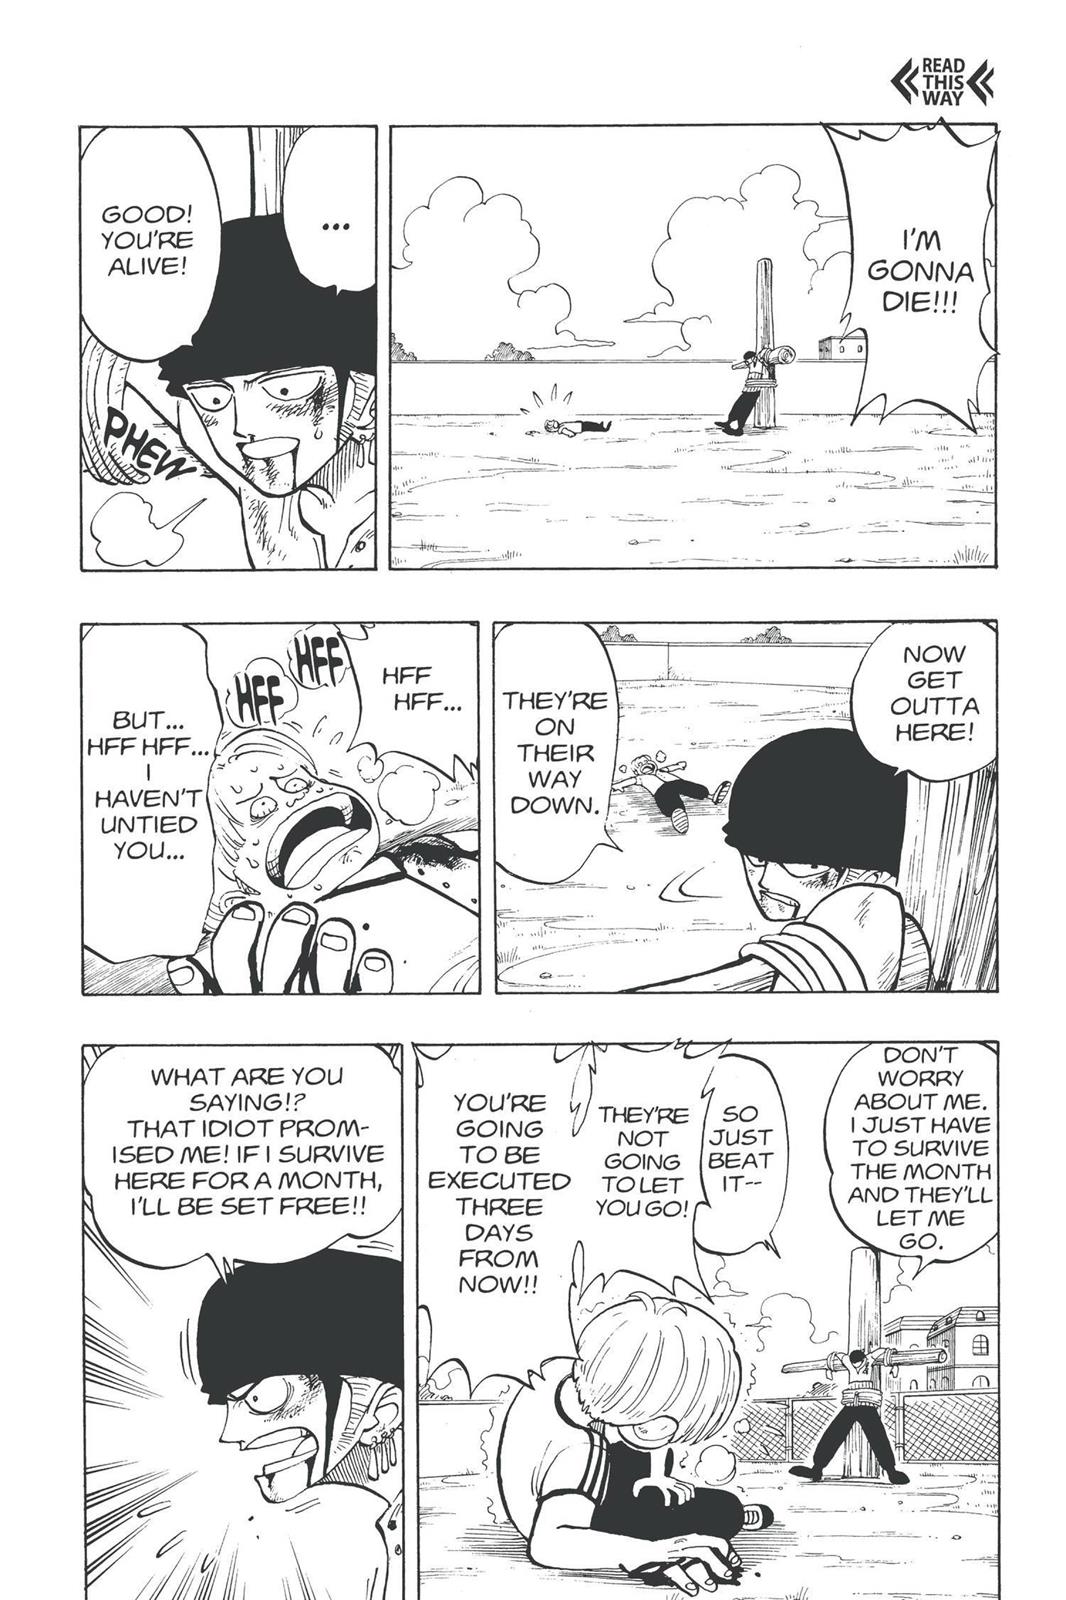 READ
THIS
WAY
I'M
GONNA
DIE!!!
...
GOOD!
YOU'RE
ALIVE!
PHEW
NOW
GET
OUTTA
HERE!
THEY'RE
ON
THEIR
WAY
DOWN.
HFF
HFF...
HFF
HFF
BUT...
HFF HFF...
I
HAVEN'T
UNTIED
YOU...
DON'T
WORRY
ABOUT ME.
I JUST HAVE
TO SURVIVE
THE MONTH
AND THEY'LL
LET ME
GO.
SO
JUST
BEAT
IT--
THEY'RE
NOT
GOING
TO LET
YOU GO!
YOU'RE
GOING
TO BE
EXECUTED
THREE
DAYS
FROM
NOW!!
WHAT ARE YOU
SAYING!?
THAT IDIOT PROM-
ISED ME! IF I SURVIVE
HERE FOR A MONTH,
I'LL BE SET FREE!!